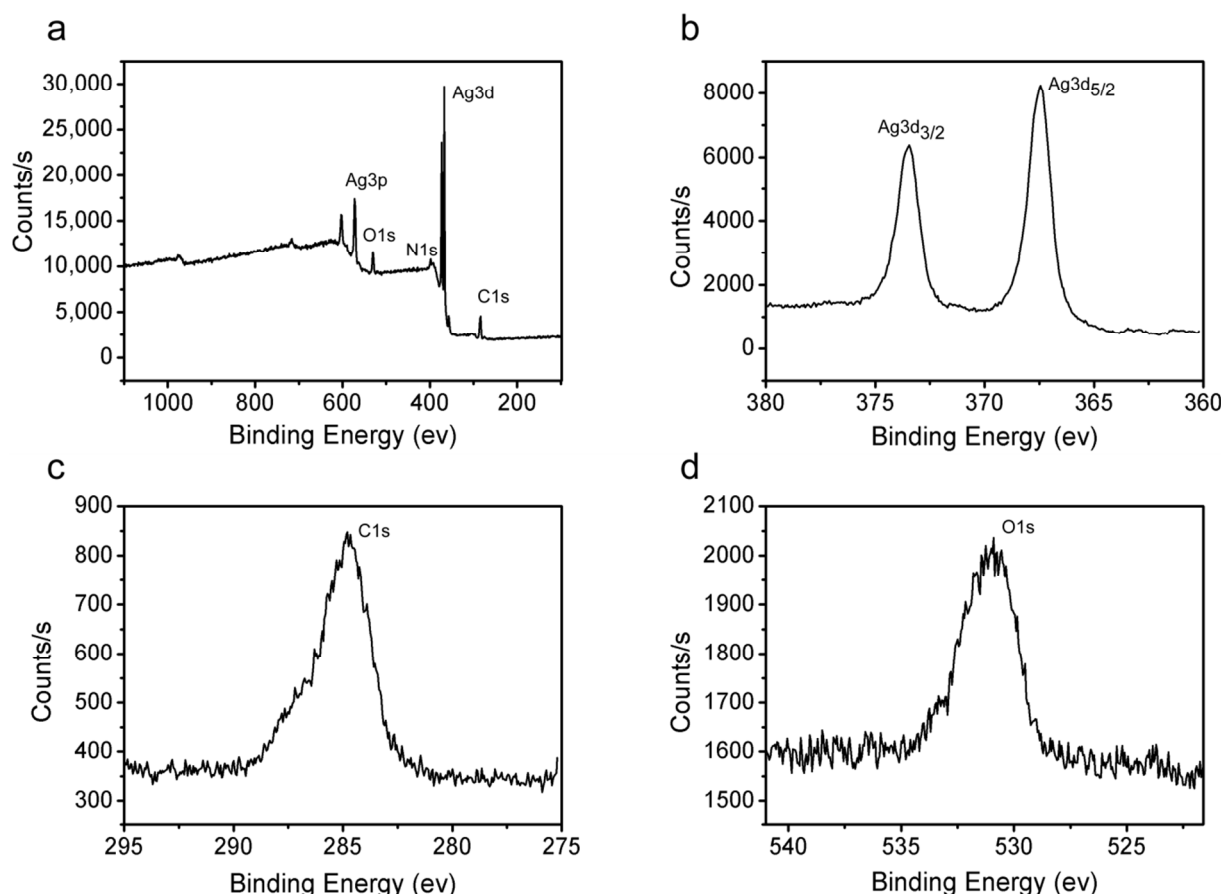 a
30,000
25,000
20,000
15,000
10,000
5,000
0
Counts/s
Ag3d
Ag3p
O1s
N1s
C1s
1000 800 600 400 200
Binding Energy (ev)
b
8000
6000
4000
2000
0
Counts/s
Ag3d5/2
Ag3d3/2
380 375 370 365 360
Binding Energy (ev)
c
900
800
700
600
500
400
300
Counts/s
C1s
295 290 285 280 275
Binding Energy (ev)
d
2100
2000
1900
1800
1700
1600
1500
Counts/s
O1s
540 535 530 525
Binding Energy (ev)